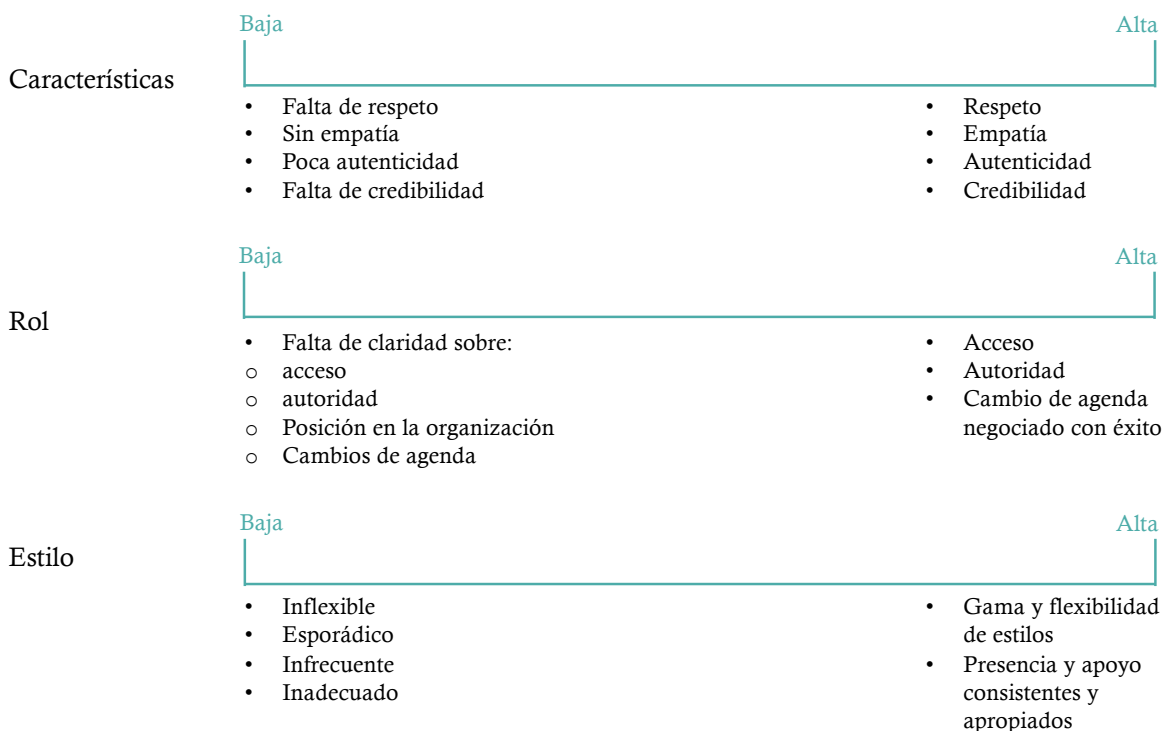 Baja
Alta
Características
• Falta de respeto
• Sin empatía
• Poca autenticidad
• Falta de credibilidad
• Respeto
• Empatía
• Autenticidad
• Credibilidad
Baja
Alta
Rol
• Falta de claridad sobre:
o acceso
o autoridad
o Posición en la organización
o Cambios de agenda
• Acceso
• Autoridad
• Cambio de agenda
negociado con éxito
Baja
Alta
Estilo
• Inflexible
• Esporádico
• Infrecuente
• Inadecuado
• Gama y flexibilidad
de estilos
• Presencia y apoyo
consistentes y
apropiados